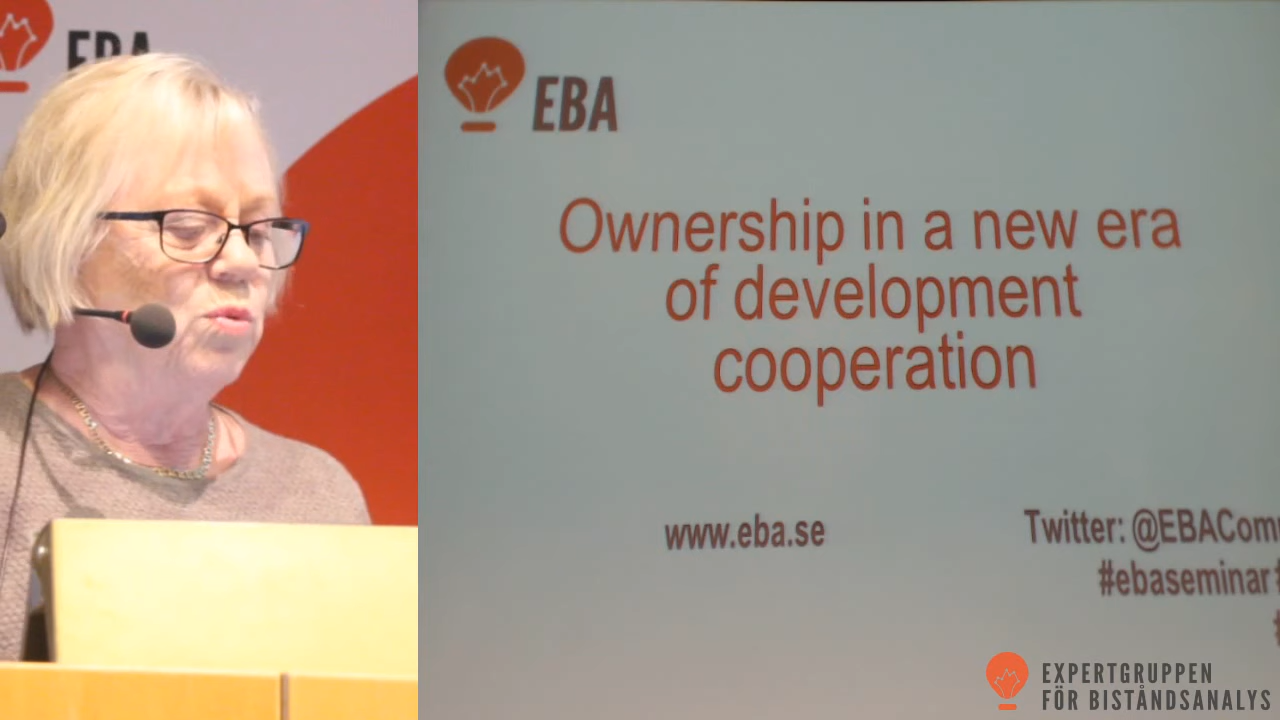 EBA
EBA
Ownership in a new era
of development
cooperation
www.eba.se
Twitter: @EBACom
#ebaseminar
EXPERTGRUPPEN
FÖR BISTÅNDSANALYS